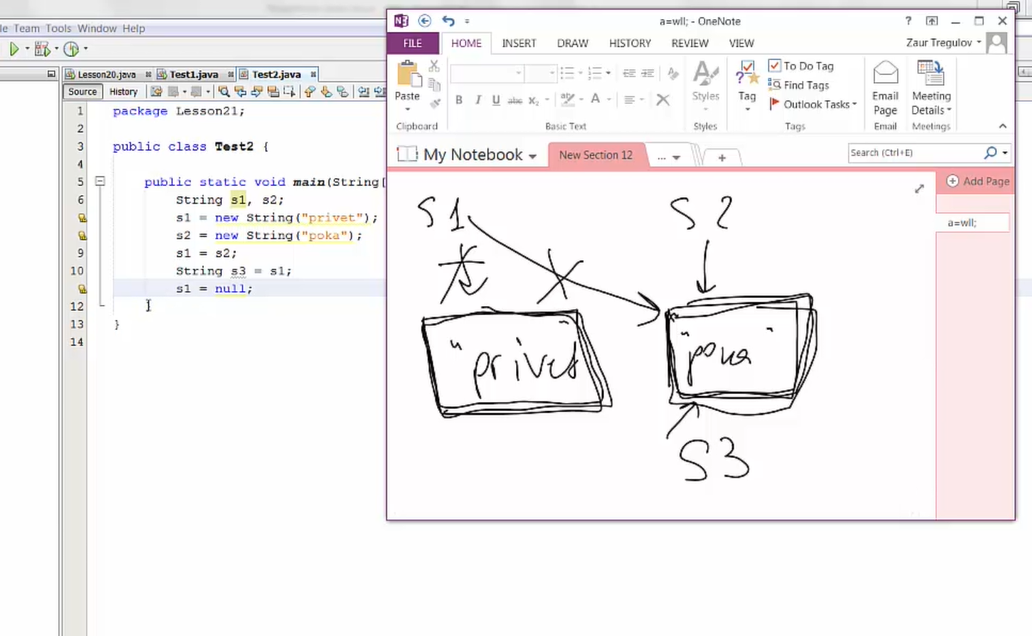 a=wll; - OneNote
le Team Tools Window Help
FILE HOME INSERT DRAW HISTORY REVIEW VIEW
Zaur Tregulov
Paste
B I U abc x₂ A
Styles
Tag
To Do Tag
Find Tags
Outlook Tasks
Email Page
Meeting Details
Clipboard
Basic Text
Styles
Tags
Email
Meetings
Lesson20.java Test1.java Test2.java
Source History
My Notebook New Section 12 ... +
Search (Ctrl+E)
Add Page
a=wll;
1 package Lesson21;
2
3 public class Test2 {
4
5 public static void main(String[
6 String s1, s2;
s1 = new String("privet");
s2 = new String("poka");
9 s1 = s2;
10 String s3 = s1;
s1 = null;
12 }
13 }
14
S1 S2
"privet "poka"
S3